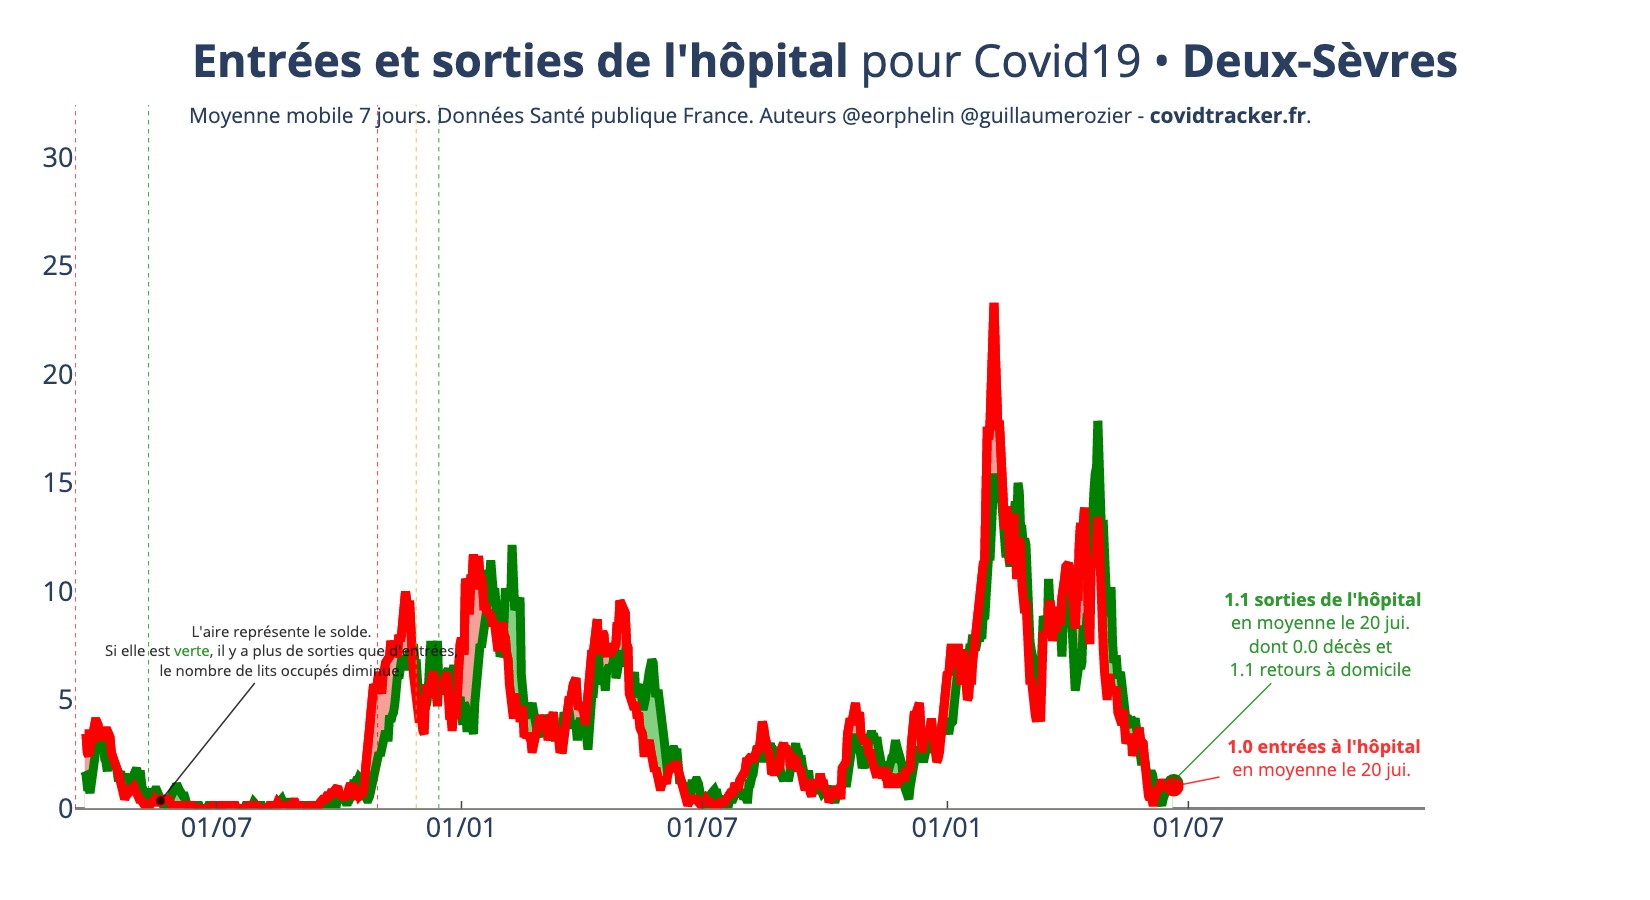 Entrées et sorties de l'hôpital pour Covid19 • Deux-Sèvres
Moyenne mobile 7 jours. Données Santé publique France. Auteurs @eorphelin @guillaumerozier - covidtracker.fr.
30
25
20
15
10
5
0
L'aire représente le solde.
Si elle est verte, il y a plus de sorties que d'entrées,
le nombre de lits occupés diminue.
1.1 sorties de l'hôpital
en moyenne le 20 jui.
dont 0.0 décès et
1.1 retours à domicile
1.0 entrées à l'hôpital
en moyenne le 20 jui.
01/07
01/01
01/07
01/01
01/07